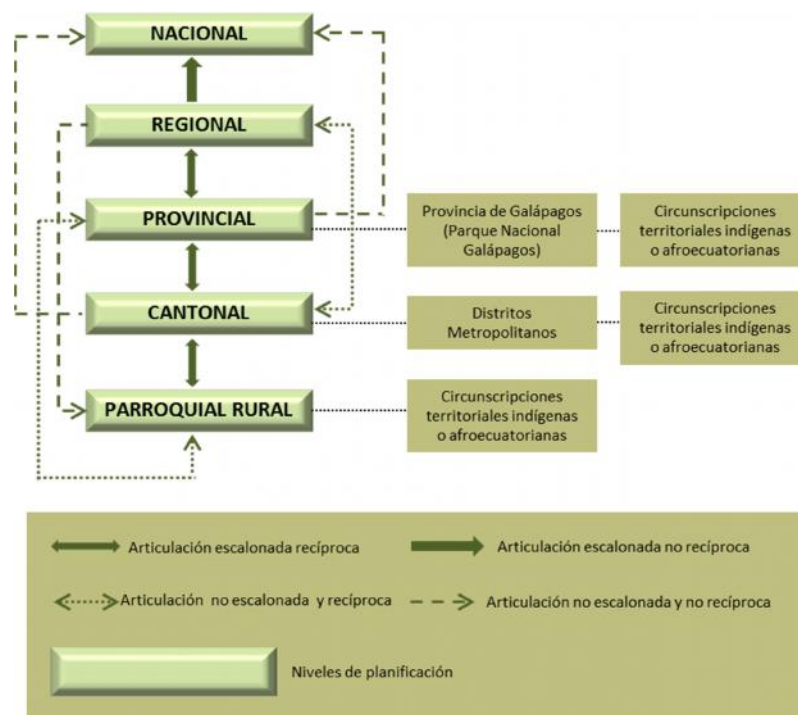 NACIONAL
REGIONAL
PROVINCIAL
Provincia de Galápagos
(Parque Nacional
Galápagos)
Circunscripciones
territoriales indígenas
o afroecuatorianas
CANTONAL
Distritos
Metropolitanos
Circunscripciones
territoriales indígenas
o afroecuatorianas
PARROQUIAL RURAL
Circunscripciones
territoriales indígenas
o afroecuatorianas
Articulación escalonada recíproca
Articulación escalonada no recíproca
Articulación no escalonada y recíproca
Articulación no escalonada y no recíproca
Niveles de planificación